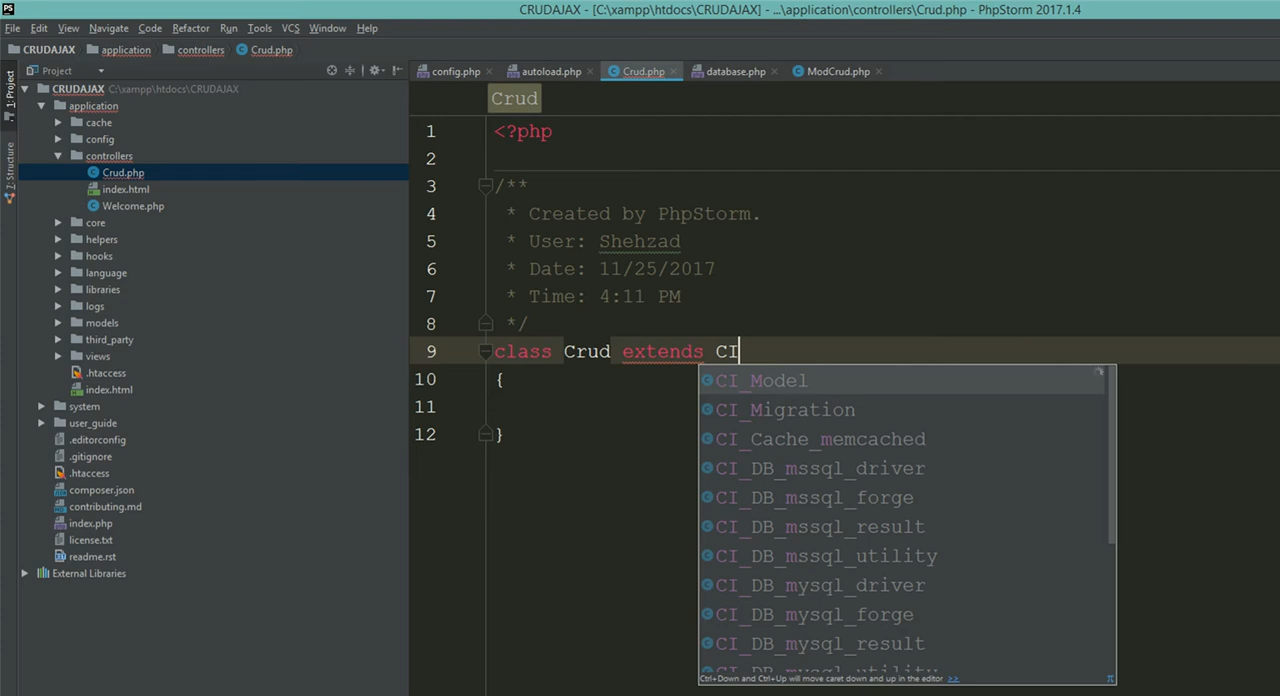 PS
CRUDAJAX - [C:\xampp\htdocs\CRUDAJAX] - ...\application\controllers\Crud.php - PhpStorm 2017.1.4
File Edit View Navigate Code Refactor Run Tools VCS Window Help
CRUDAJAX application controllers Crud.php
1: Project
7: Structure
Project
CRUDAJAX C:\xampp\htdocs\CRUDAJAX
application
cache
config
controllers
Crud.php
index.html
Welcome.php
core
helpers
hooks
language
libraries
logs
models
third_party
views
.htaccess
index.html
system
user_guide
.editorconfig
.gitignore
.htaccess
composer.json
contributing.md
index.php
license.txt
readme.rst
External Libraries
config.php autoload.php Crud.php database.php ModCrud.php
Crud
1 <?php
2
3 /**
4 * Created by PhpStorm.
5 * User: Shehzad
6 * Date: 11/25/2017
7 * Time: 4:11 PM
8 */
9 class Crud extends CI
10 {
11
12 }
CI_Model
CI_Migration
CI_Cache_memcached
CI_DB_mssql_driver
CI_DB_mssql_forge
CI_DB_mssql_result
CI_DB_mssql_utility
CI_DB_mysql_driver
CI_DB_mysql_forge
CI_DB_mysql_result
CI_DB_mysql_utility
Ctrl+Down and Ctrl+Up will move caret down and up in the editor >> π